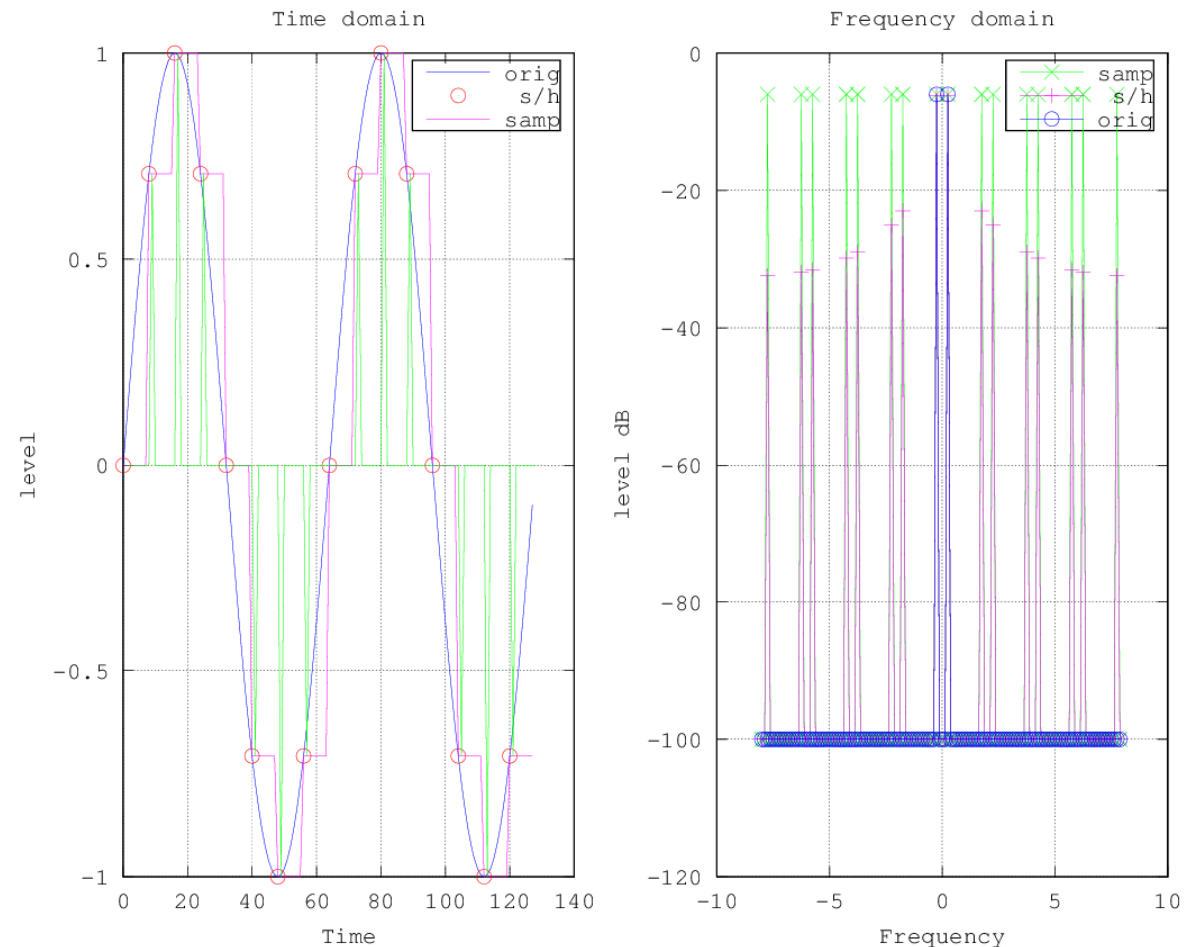 Time domain
1
0.5
0
-0.5
-1
0 20 40 60 80 100 120 140
level
Time
orig
s/h
samp
Frequency domain
0
-20
-40
-60
-80
-100
-120
-10 -5 0 5 10
level dB
Frequency
samp
s/h
orig